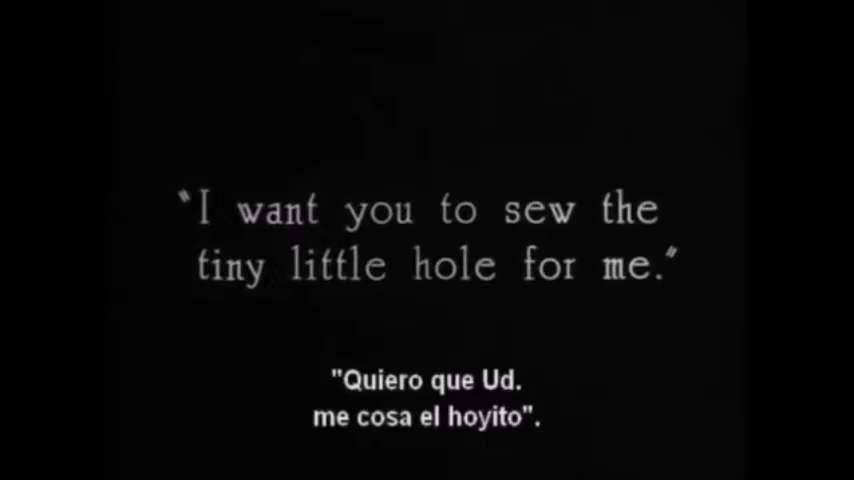 "I want you to sew the
tiny little hole for me."
"Quiero que Ud.
me cosa el hoyito".